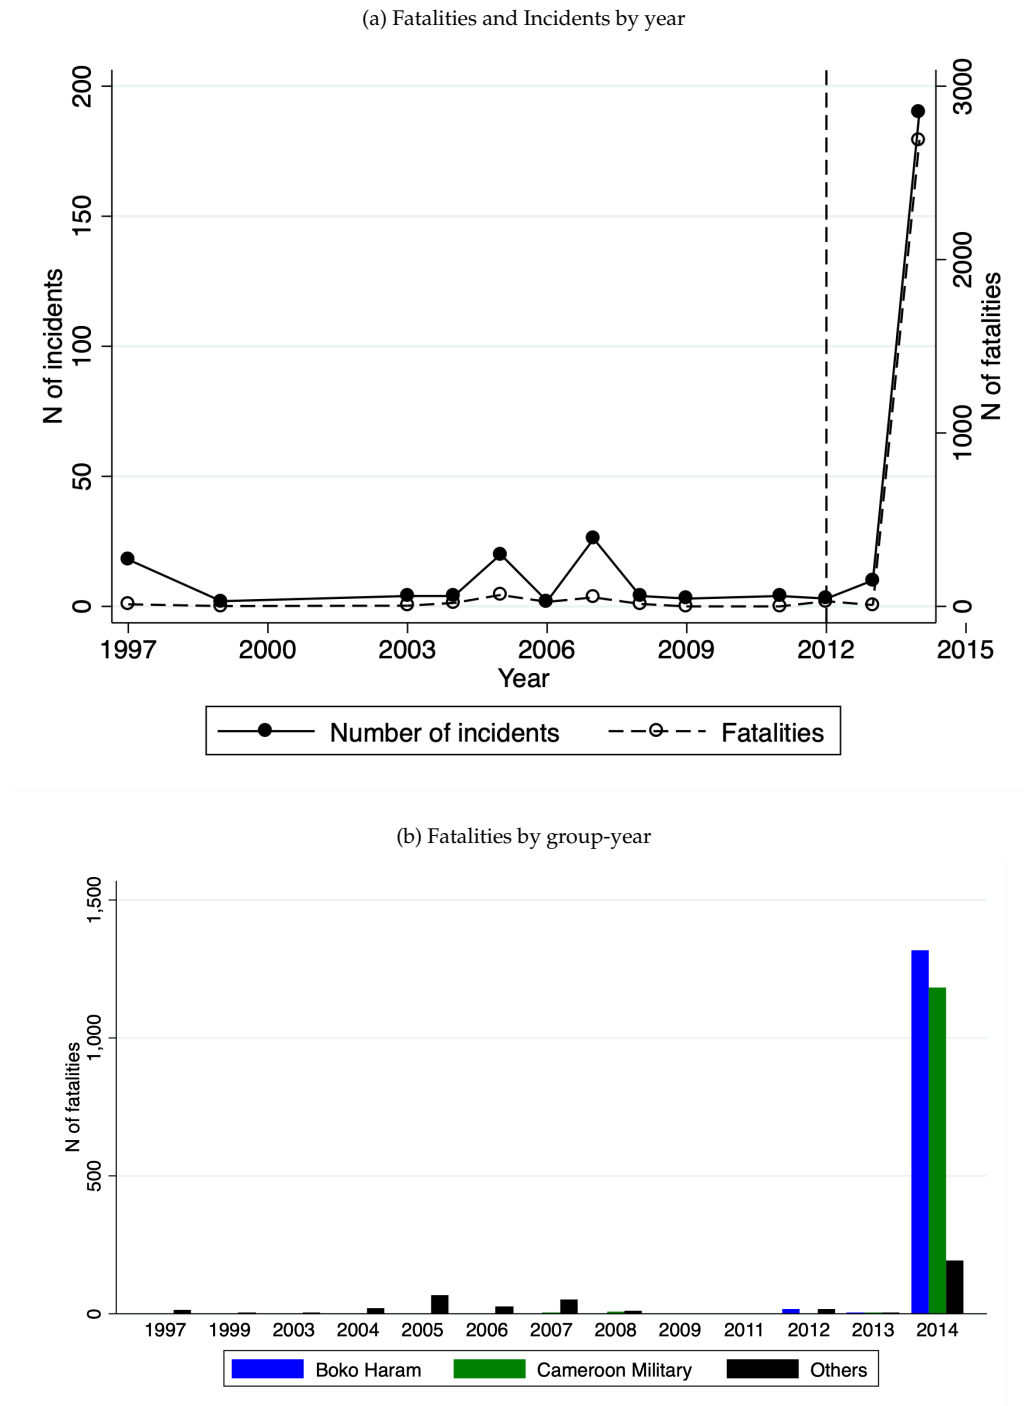 (a) Fatalities and Incidents by year
200
150
100
50
0
N of incidents
3000
2000
1000
0
N of fatalities
1997 2000 2003 2006 2009 2012 2015
Year
Number of incidents Fatalities
(b) Fatalities by group-year
1,500
1,000
500
0
N of fatalities
1997 1999 2003 2004 2005 2006 2007 2008 2009 2011 2012 2013 2014
Boko Haram Cameroon Military Others